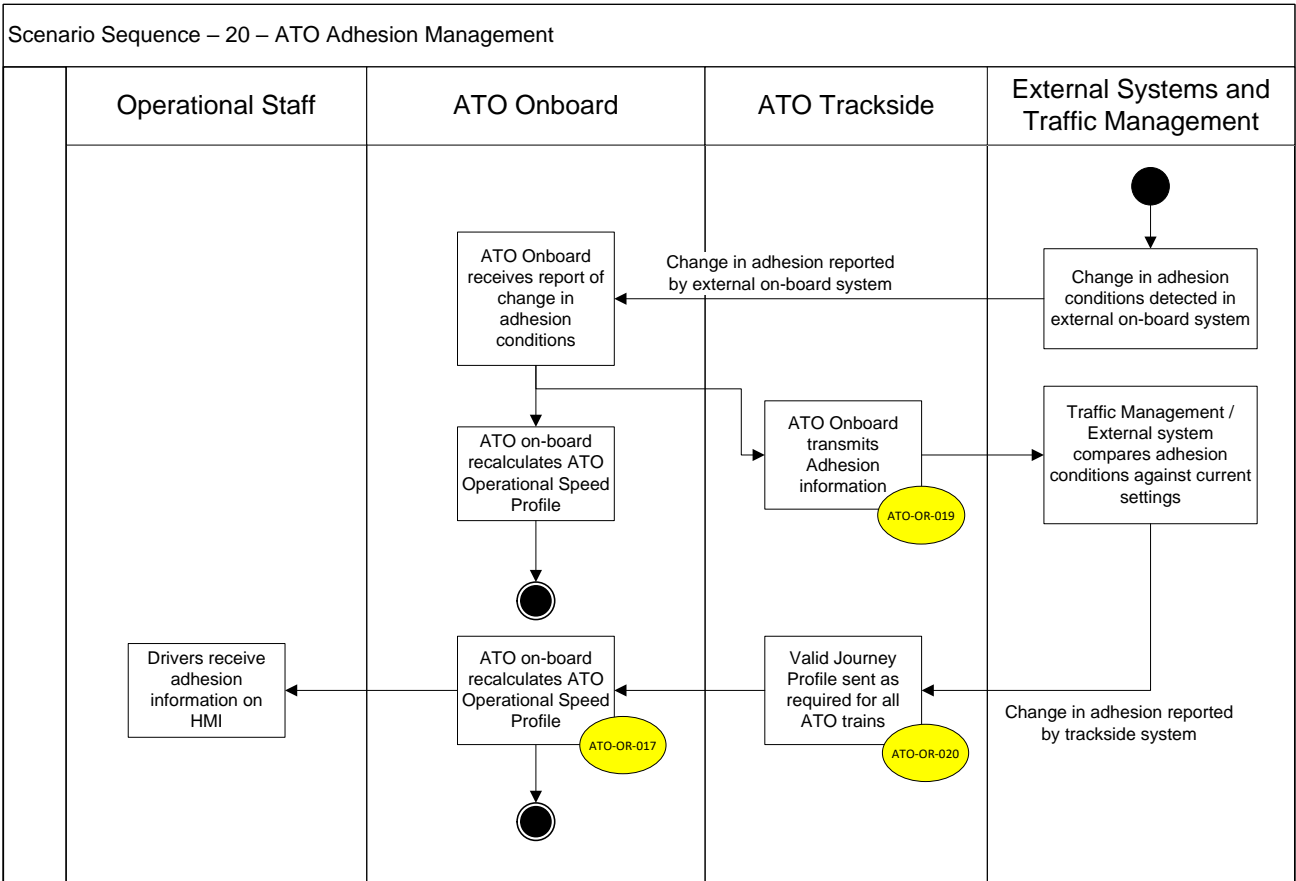 Scenario Sequence – 20 – ATO Adhesion Management
Operational Staff
ATO Onboard
ATO Trackside
External Systems and
Traffic Management
ATO Onboard
receives report of
change in
adhesion
conditions
Change in adhesion reported
by external on-board system
Change in adhesion
conditions detected in
external on-board system
ATO on-board
recalculates ATO
Operational Speed
Profile
ATO Onboard
transmits
Adhesion
information
ATO-OR-019
Traffic Management /
External system
compares adhesion
conditions against current
settings
Drivers receive
adhesion
information on
HMI
ATO on-board
recalculates ATO
Operational Speed
Profile
ATO-OR-017
Valid Journey
Profile sent as
required for all
ATO trains
ATO-OR-020
Change in adhesion reported
by trackside system